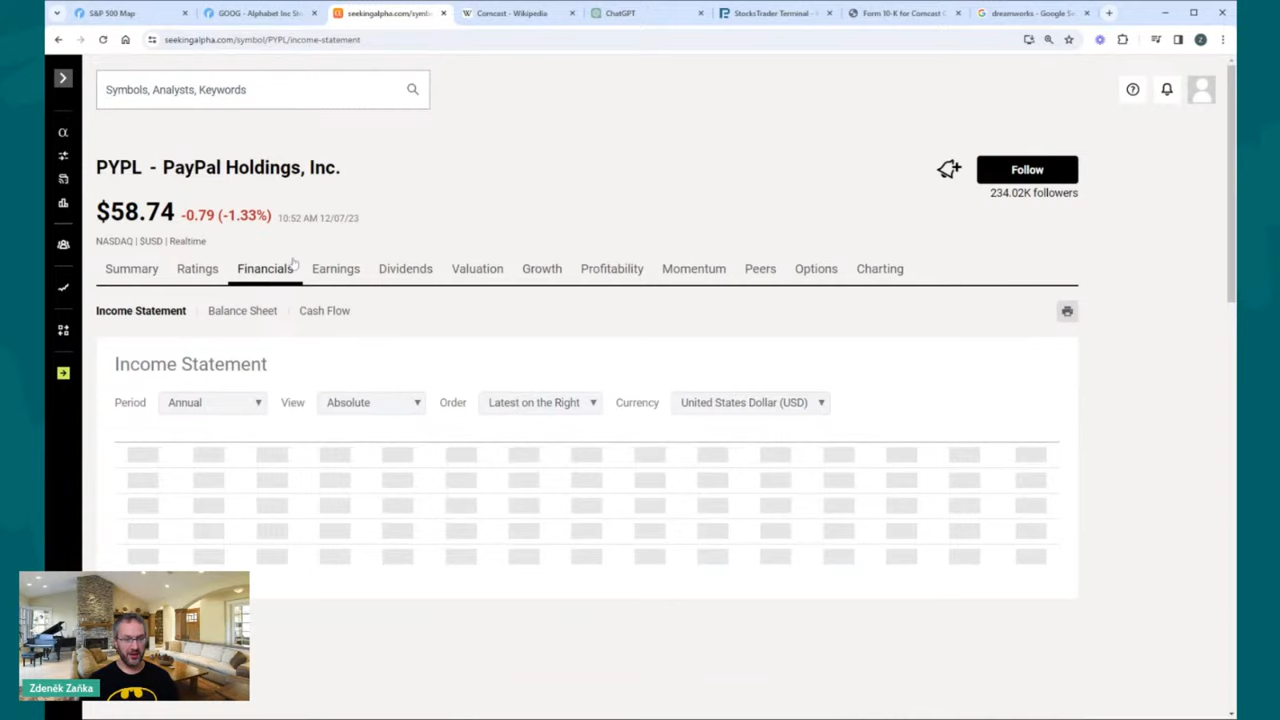 S&P 500 Map
GOOG - Alphabet Inc St
seekingalpha.com/symb
Comcast - Wikipedia
ChatGPT
StocksTrader Terminal -
Form 10-K for Comcast C
dreamworks - Google Se
seekingalpha.com/symbol/PYPL/income-statement
Symbols, Analysts, Keywords
PYPL - PayPal Holdings, Inc.
Follow
234.02K followers
$58.74 -0.79 (-1.33%) 10:52 AM 12/07/23
NASDAQ | $USD | Realtime
Summary Ratings Financials Earnings Dividends Valuation Growth Profitability Momentum Peers Options Charting
Income Statement Balance Sheet Cash Flow
Income Statement
Period Annual View Absolute Order Latest on the Right Currency United States Dollar (USD)
Zdeněk Zaňka